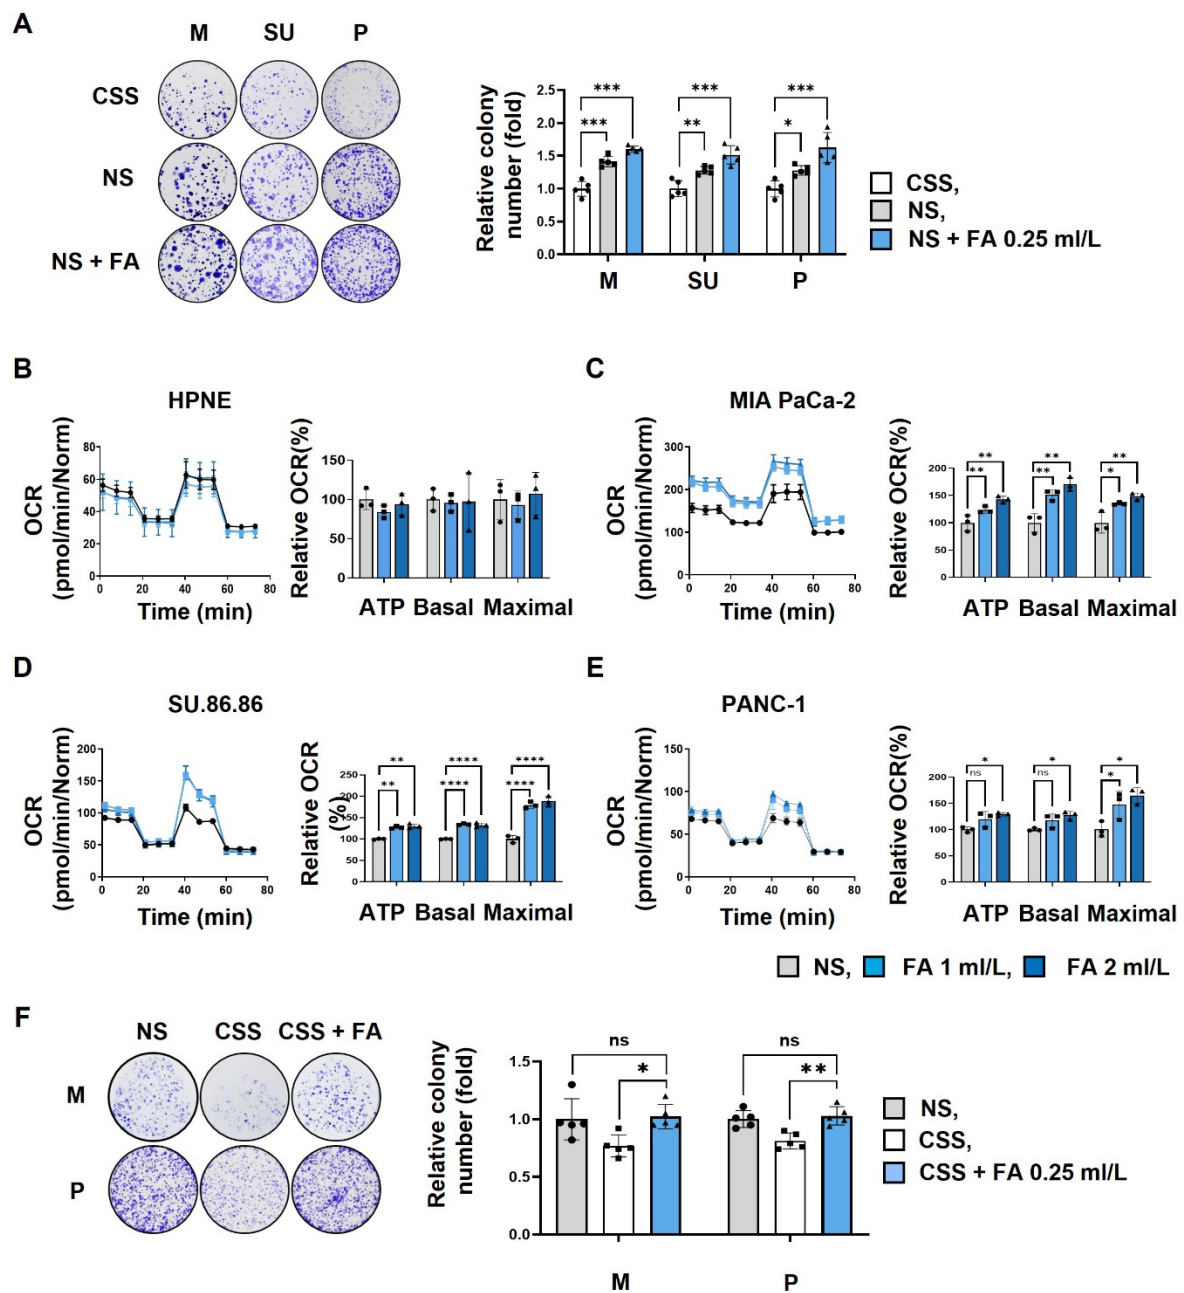 A
M SU P
CSS
NS
NS + FA
Relative colony
number (fold)
2.5
2.0
1.5
1.0
0.5
0.0
*** *** *** ** *** *
M SU P
CSS,
NS,
NS + FA 0.25 ml/L
B
HPNE
OCR
(pmol/min/Norm)
80
60
40
20
0
0 20 40 60 80
Time (min)
Relative OCR(%)
150
100
50
0
ATP Basal Maximal
C
MIA PaCa-2
OCR
(pmol/min/Norm)
300
200
100
0
0 20 40 60 80
Time (min)
Relative OCR(%)
200
150
100
50
0
** ** ** ** ** *
ATP Basal Maximal
D
SU.86.86
OCR
(pmol/min/Norm)
200
150
100
50
0
0 20 40 60 80
Time (min)
Relative OCR
(%)
250
200
150
100
50
0
** ** **** **** **** ****
ATP Basal Maximal
E
PANC-1
OCR
(pmol/min/Norm)
150
100
50
0
0 20 40 60 80
Time (min)
Relative OCR(%)
200
150
100
50
0
* ns * ns * *
ATP Basal Maximal
NS, FA 1 ml/L, FA 2 ml/L
F
NS CSS CSS + FA
M
P
Relative colony
number (fold)
1.5
1.0
0.5
0.0
ns * ns **
M P
NS,
CSS,
CSS + FA 0.25 ml/L